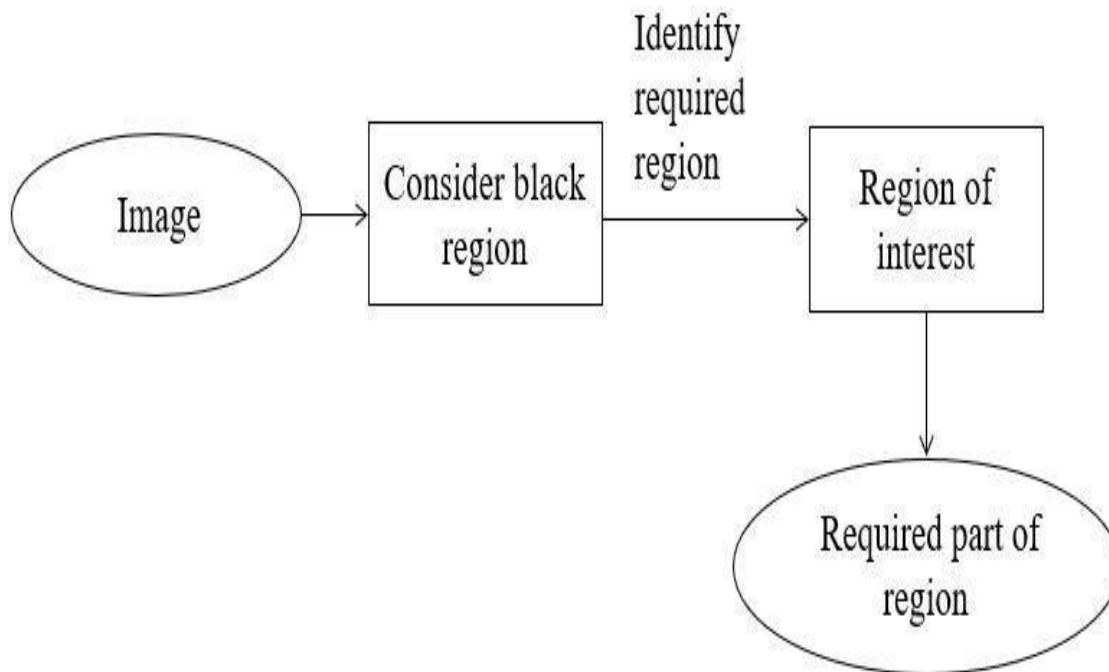 Image
Consider black
region
Identify
required
region
Region of
interest
Required part of
region